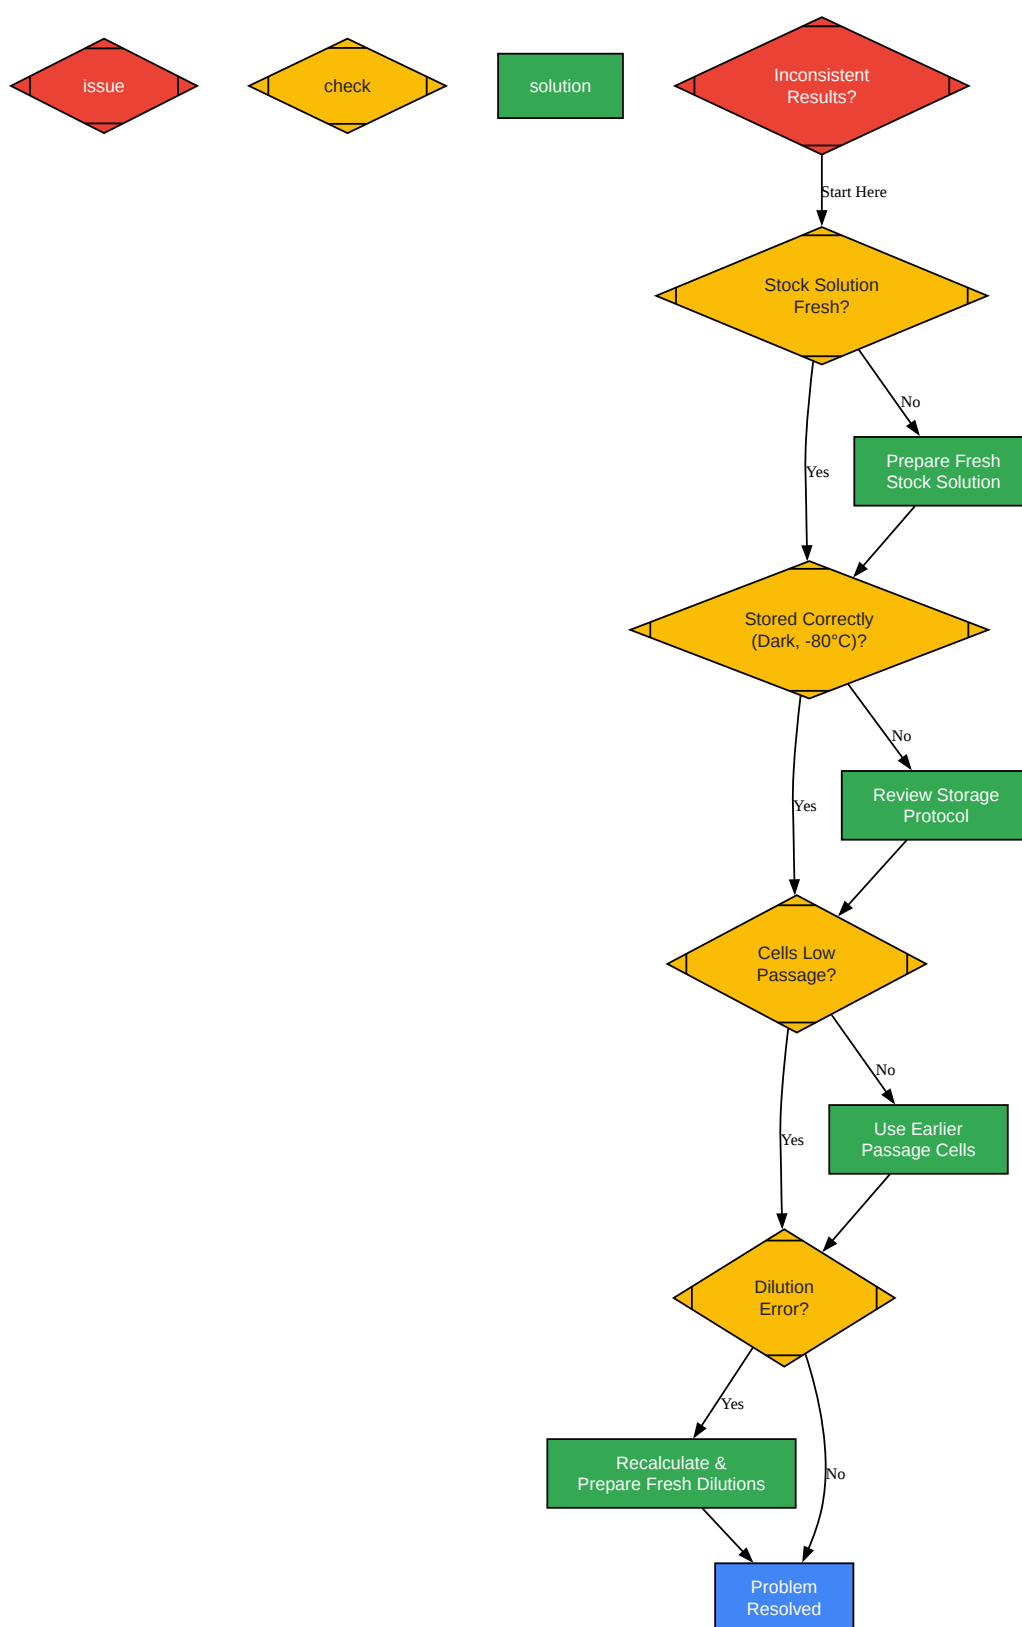 issue
check
solution
Inconsistent
Results?
Start Here
Stock Solution
Fresh?
No
Yes
Prepare Fresh
Stock Solution
Stored Correctly
(Dark, -80°C)?
No
Yes
Review Storage
Protocol
Cells Low
Passage?
No
Yes
Use Earlier
Passage Cells
Dilution
Error?
Yes
No
Recalculate &
Prepare Fresh Dilutions
Problem
Resolved